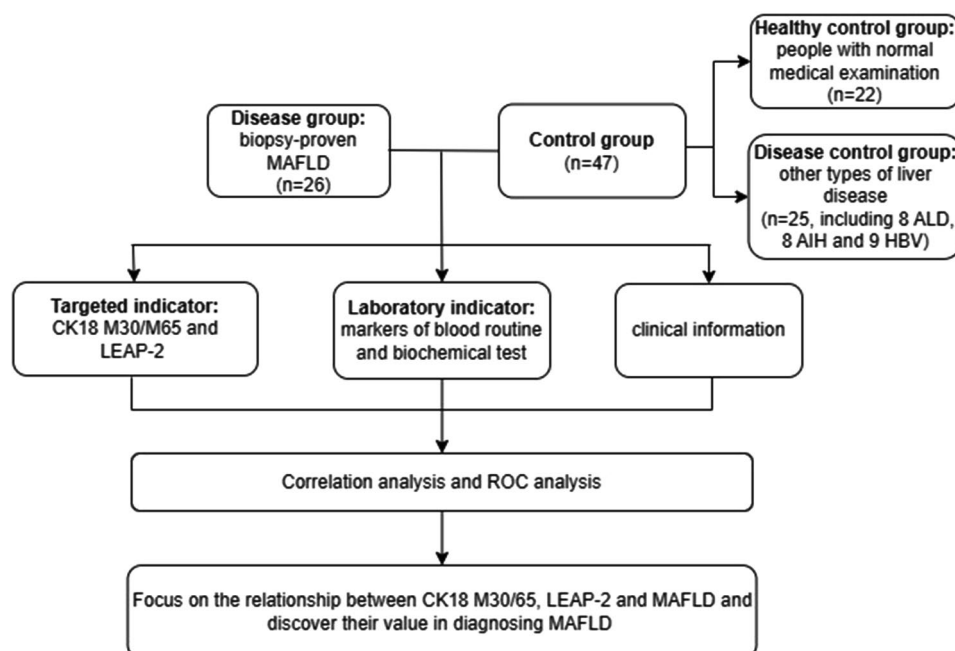 Healthy control group:
people with normal
medical examination
(n=22)
Disease group:
biopsy-proven
MAFLD
(n=26)
Control group
(n=47)
Disease control group:
other types of liver
disease
(n=25, including 8 ALD,
8 AIH and 9 HBV)
Targeted indicator:
CK18 M30/M65 and
LEAP-2
Laboratory indicator:
markers of blood routine
and biochemical test
clinical information
Correlation analysis and ROC analysis
Focus on the relationship between CK18 M30/65, LEAP-2 and MAFLD and
discover their value in diagnosing MAFLD